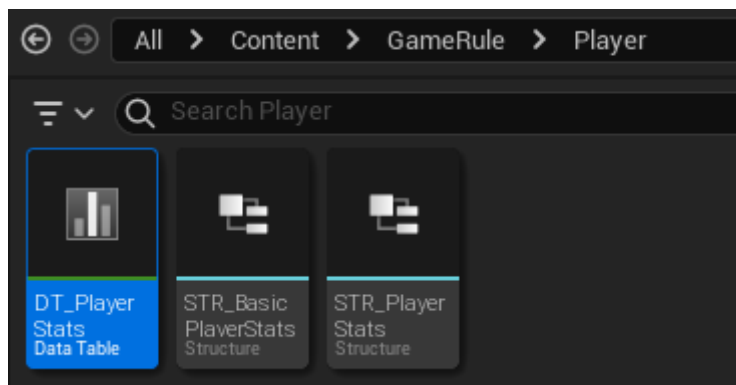 All > Content > GameRule > Player
Search Player
DT_Player
Stats
Data Table
STR_Basic
PlayerStats
Structure
STR_Player
Stats
Structure